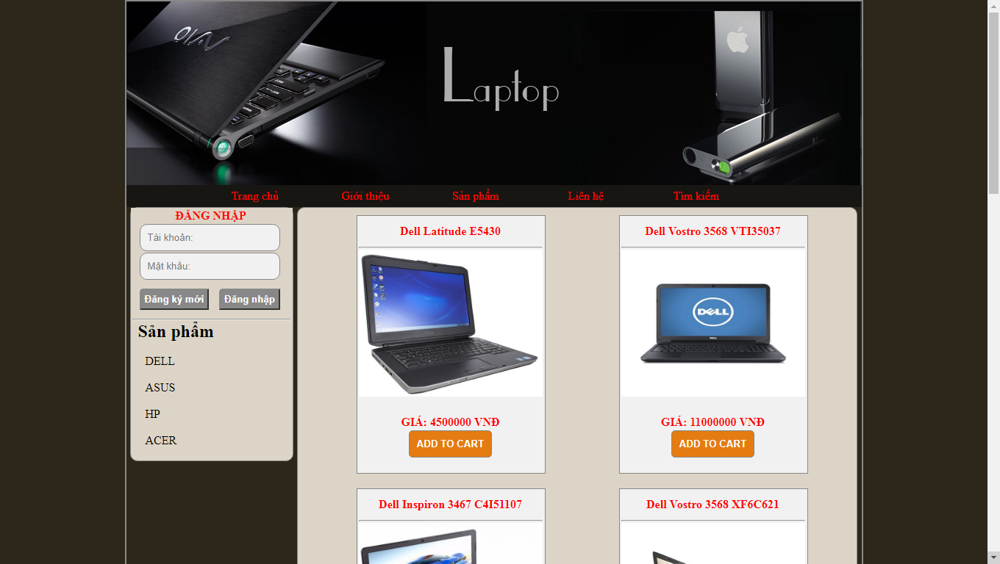 VAIO
Laptop
Trang chủ
Giới thiệu
Sản phẩm
Liên hệ
Tìm kiếm
ĐĂNG NHẬP
Tài khoản:
Mật khẩu:
Đăng ký mới
Đăng nhập
Sản phẩm
DELL
ASUS
HP
ACER
Dell Latitude E5430
GIÁ: 4500000 VNĐ
ADD TO CART
Dell Vostro 3568 VTI35037
DELL
DELL
GIÁ: 11000000 VNĐ
ADD TO CART
Dell Inspiron 3467 C4I51107
Dell Vostro 3568 XF6C621